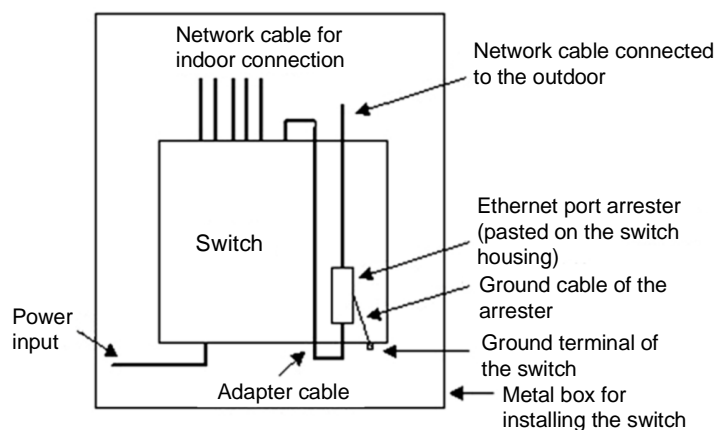 Network cable for
indoor connection
Network cable connected
to the outdoor
Ethernet port arrester
(pasted on the switch
housing)
Switch
Ground cable of the
arrester
Power
input
Ground terminal of
the switch
Adapter cable
Metal box for
installing the switch